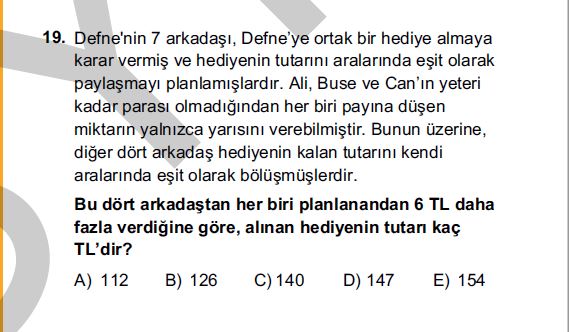 19. Defne'nin 7 arkadaşı, Defne'ye ortak bir hediye almaya
karar vermiş ve hediyenin tutarını aralarında eşit olarak
paylaşmayı planlamışlardır. Ali, Buse ve Can'ın yeteri
kadar parası olmadığından her biri payına düşen
miktarın yalnızca yarısını verebilmiştir. Bunun üzerine,
diğer dört arkadaş hediyenin kalan tutarını kendi
aralarında eşit olarak bölüşmüşlerdir.
Bu dört arkadaştan her biri planlanandan 6 TL daha
fazla verdiğine göre, alınan hediyenin tutarı kaç
TL'dir?
A) 112 B) 126 C) 140 D) 147 E) 154